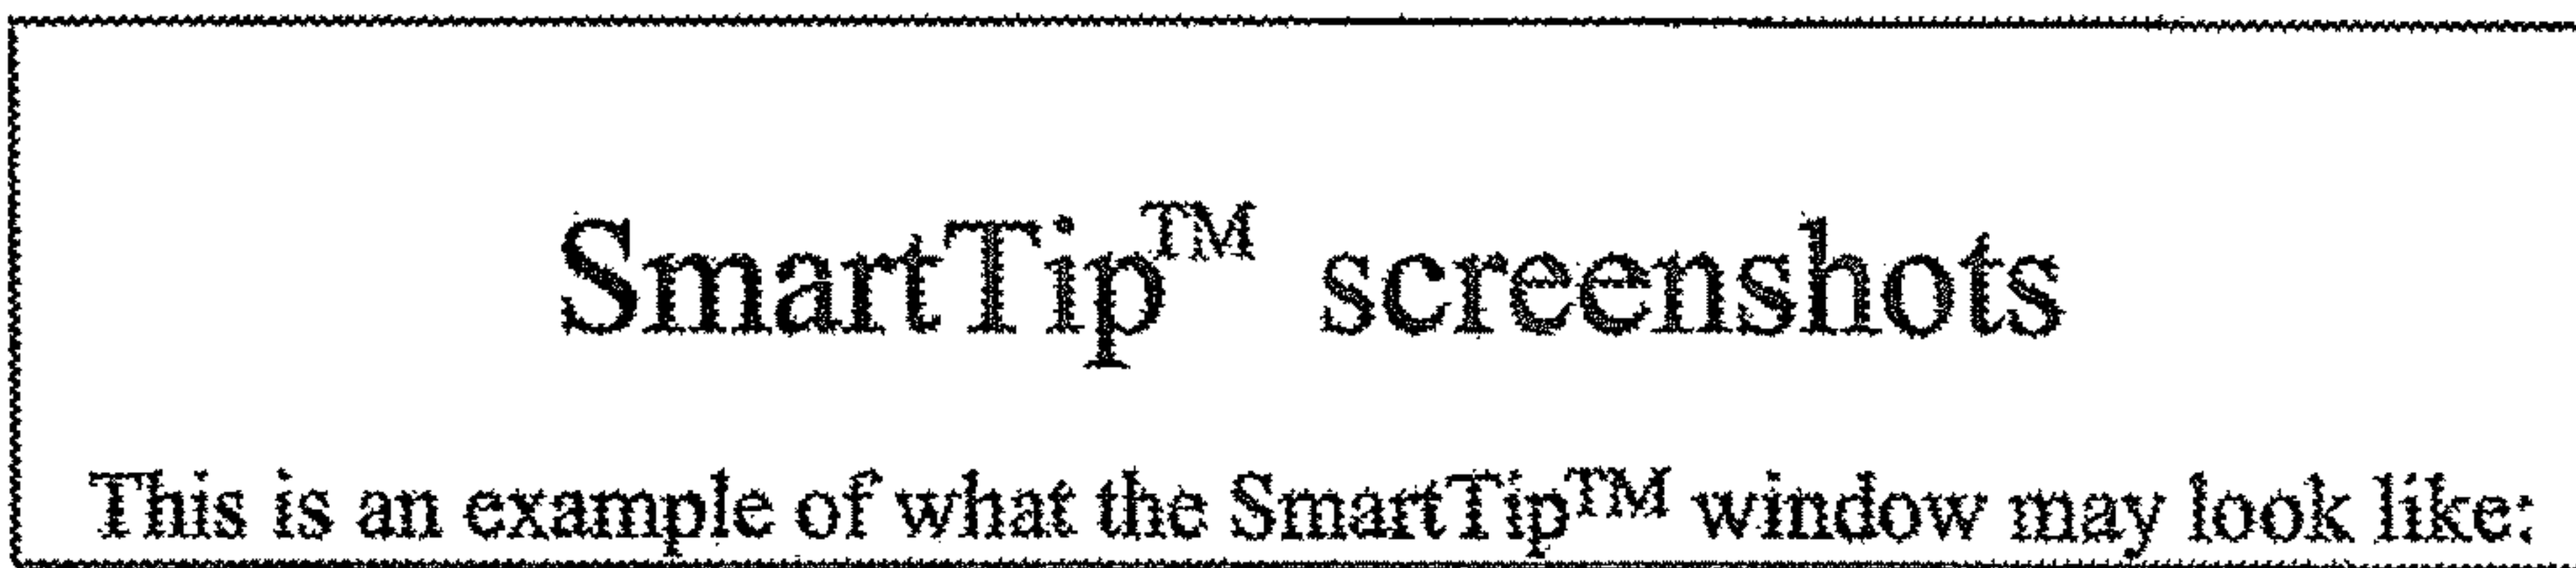 SmartTip™ screenshots
This is an example of what the SmartTip™ window may look like: